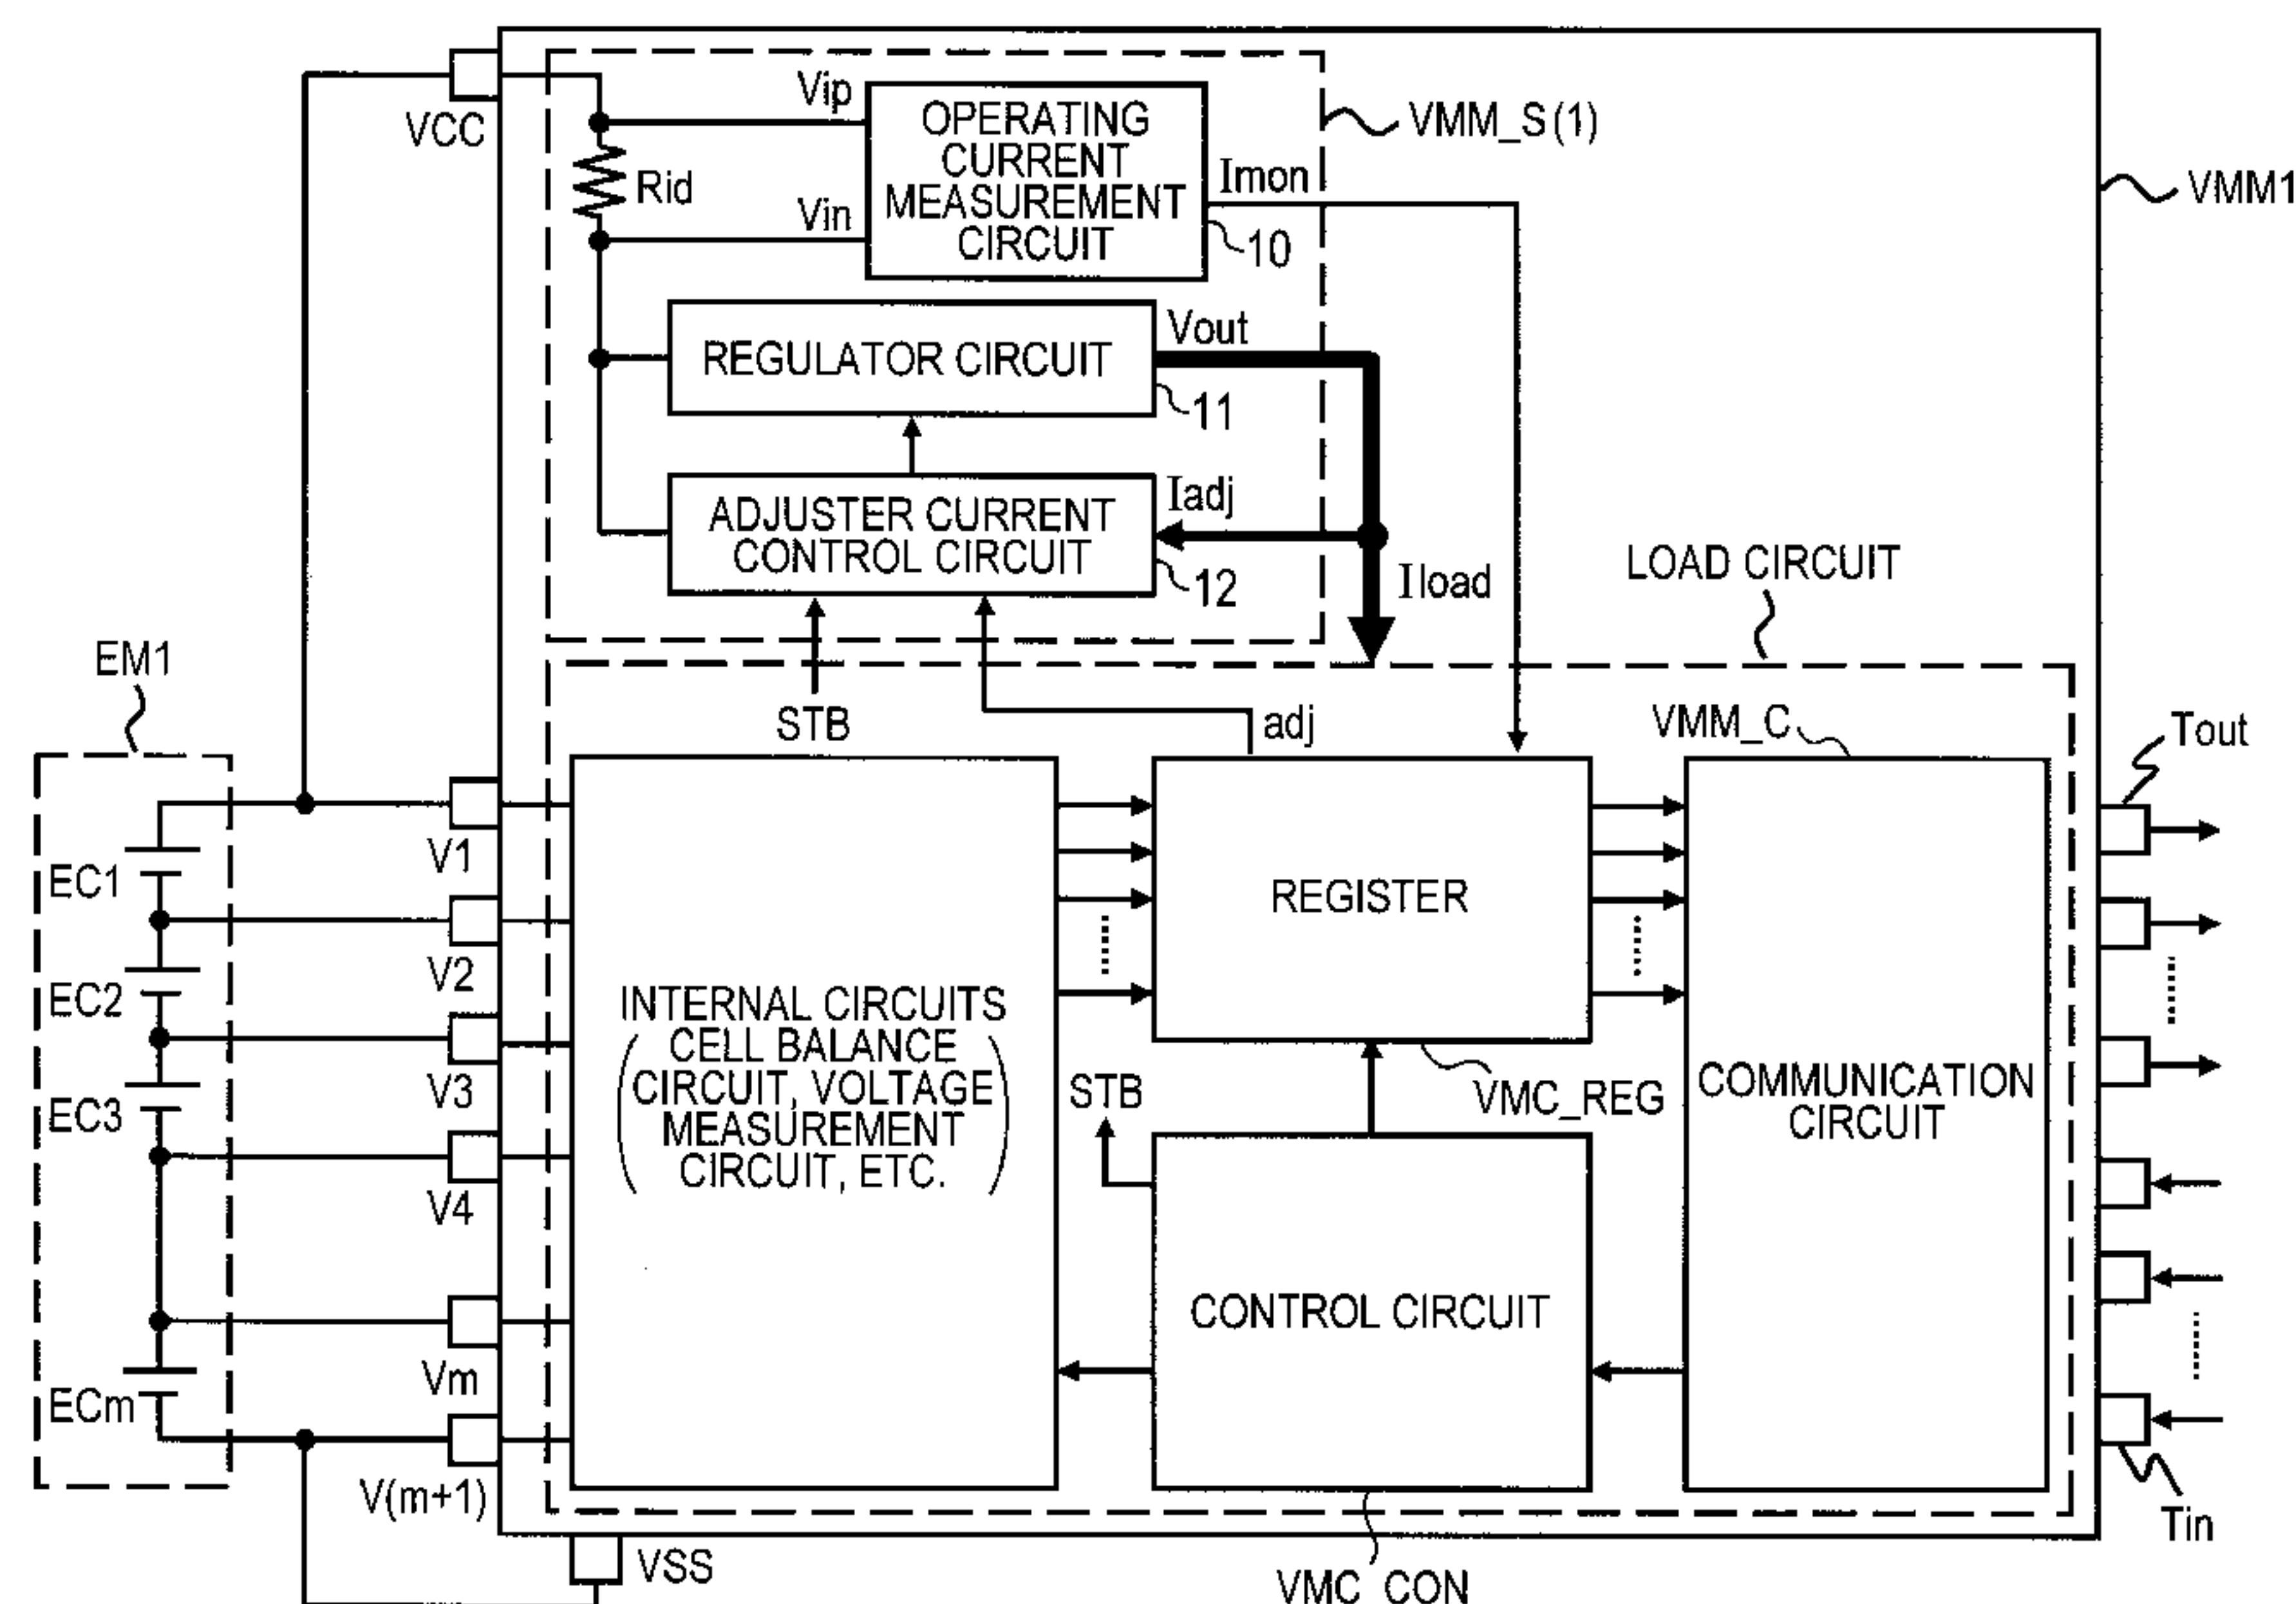 VCC
Vip
Rid
Vin
OPERATING
CURRENT
MEASUREMENT
CIRCUIT
Imon
10
VMM_S(1)
VMM1
REGULATOR CIRCUIT
Vout
11
ADJUSTER CURRENT
CONTROL CIRCUIT
Iadj
12
Iload
LOAD CIRCUIT
STB
adj
EM1
EC1
EC2
EC3
ECm
V1
V2
V3
V4
Vm
V(m+1)
VSS
INTERNAL CIRCUITS
(CELL BALANCE
CIRCUIT, VOLTAGE
MEASUREMENT
CIRCUIT, ETC.)
REGISTER
VMC_REG
STB
CONTROL CIRCUIT
VMC_CON
VMM_C
COMMUNICATION
CIRCUIT
Tout
Tin